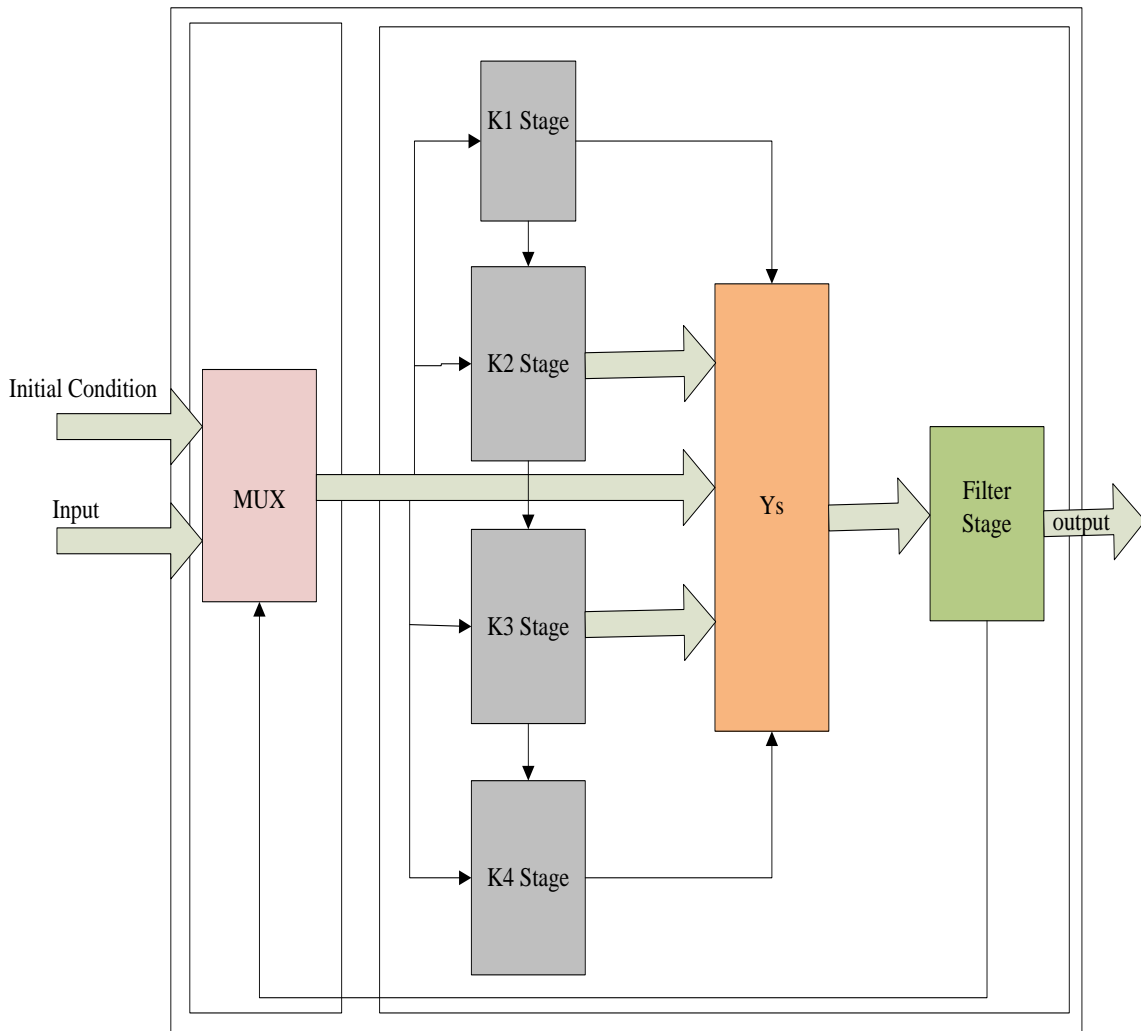 K1 Stage
K2 Stage
Initial Condition
MUX
Input
Ys
Filter
Stage
output
K3 Stage
K4 Stage